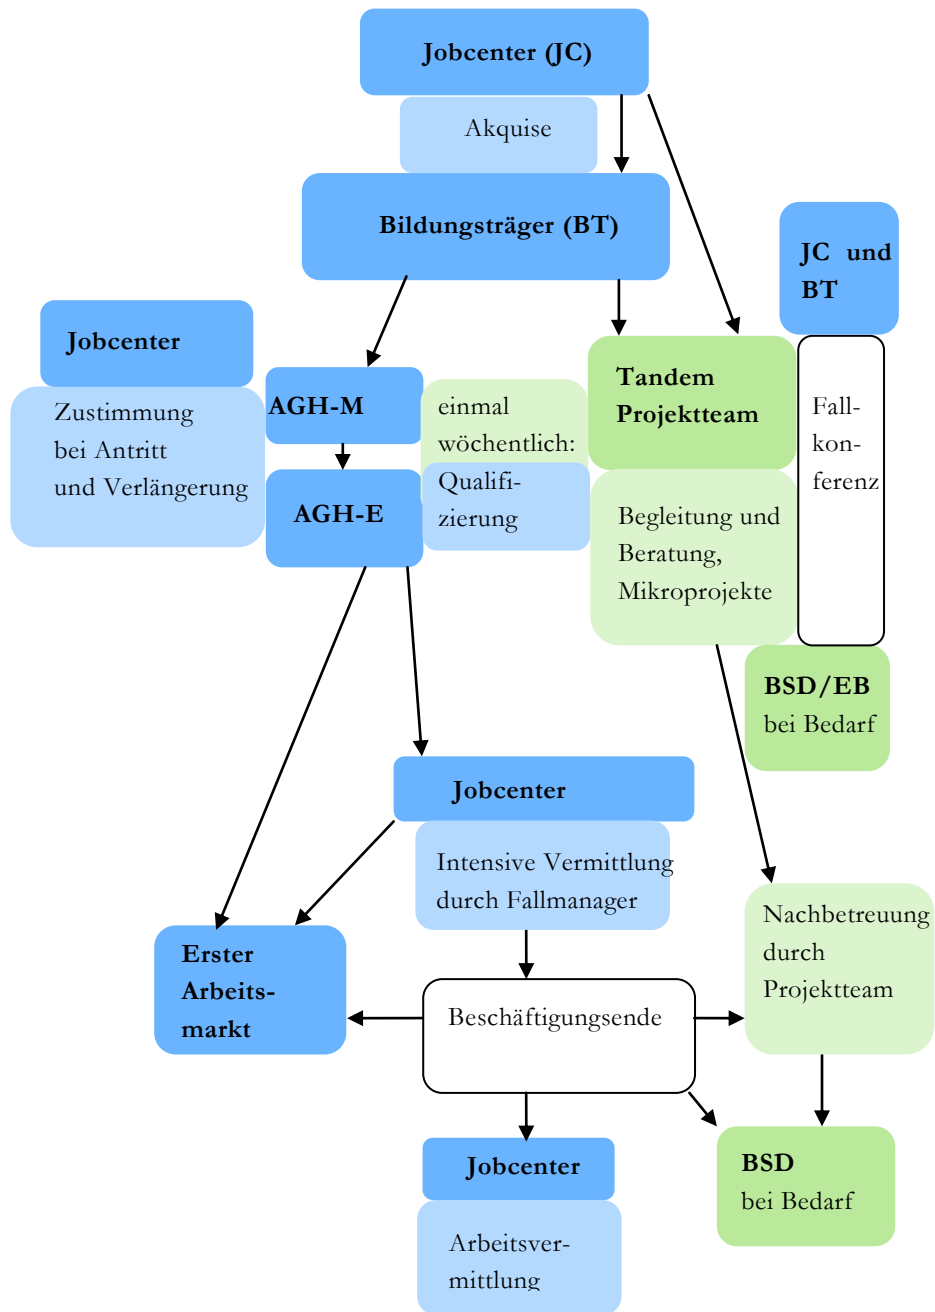 Jobcenter (JC)
Akquise
Bildungsträger (BT)
JC und
BT
Jobcenter
Zustimmung
bei Antritt
und Verlängerung
AGH-M
AGH-E
einmal
wöchentlich:
Qualifi-
zierung
Tandem
Projektteam
Begleitung und
Beratung,
Mikroprojekte
Fall-
kon-
ferenz
BSD/EB
bei Bedarf
Jobcenter
Intensive Vermittlung
durch Fallmanager
Erster
Arbeits-
markt
Beschäftigungsende
Nachbetreuung
durch
Projektteam
Jobcenter
Arbeitsver-
mittlung
BSD
bei Bedarf